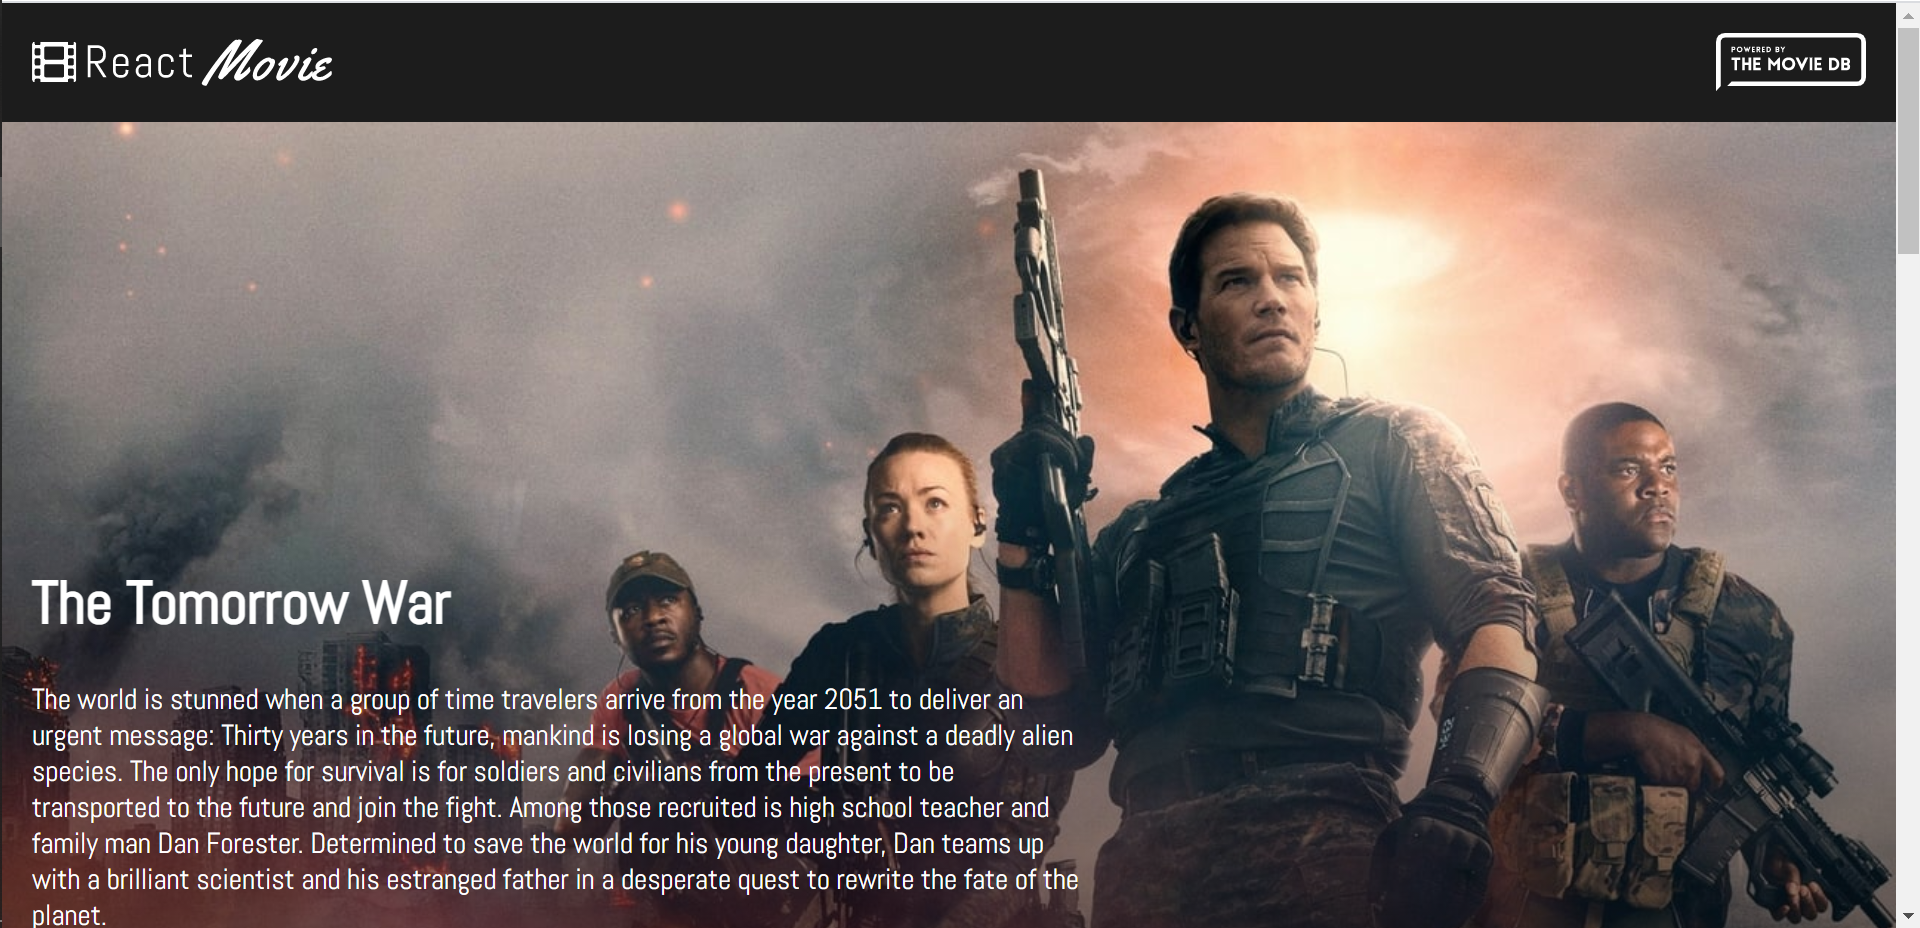 React Movie
POWERED BY
THE MOVIE DB
The Tomorrow War
The world is stunned when a group of time travelers arrive from the year 2051 to deliver an
urgent message: Thirty years in the future, mankind is losing a global war against a deadly alien
species. The only hope for survival is for soldiers and civilians from the present to be
transported to the future and join the fight. Among those recruited is high school teacher and
family man Dan Forester. Determined to save the world for his young daughter, Dan teams up
with a brilliant scientist and his estranged father in a desperate quest to rewrite the fate of the
planet.